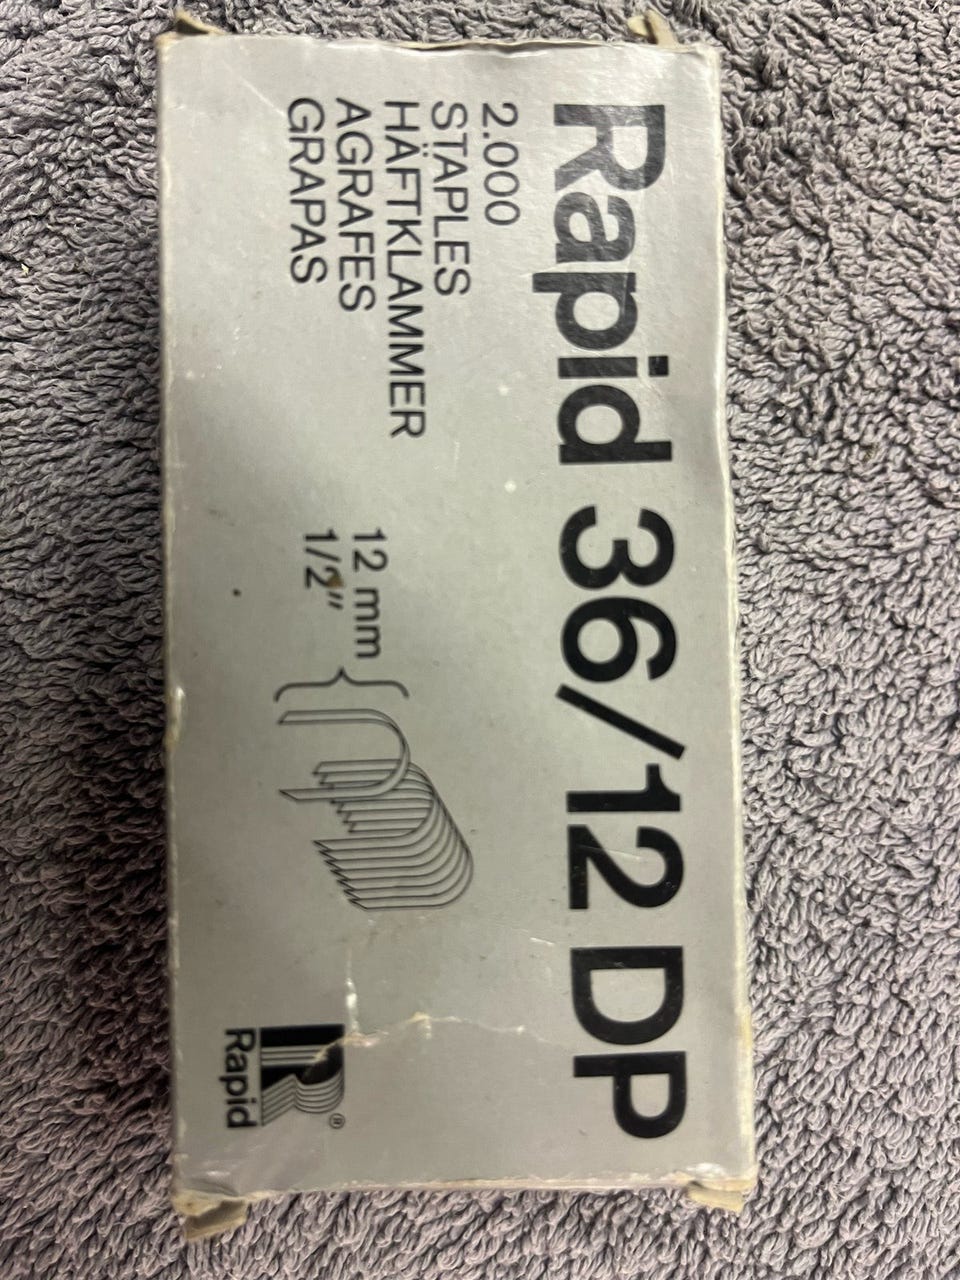 Rapid 36/12 DP
2.000
STAPLES
HÄFTKLAMMER
AGRAFES
GRAPAS
12 mm
1/2"
R®
Rapid